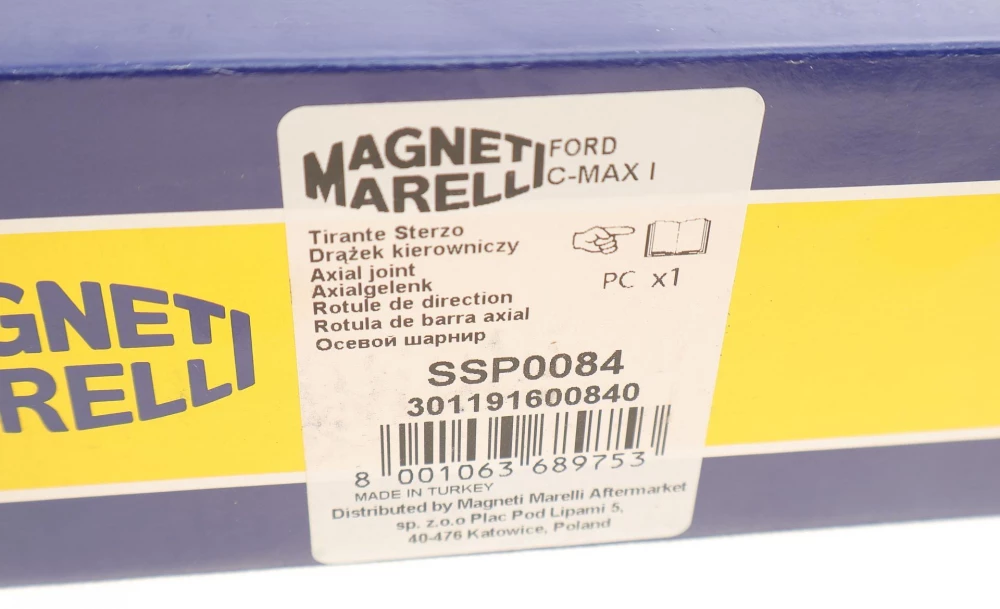 MAGNETI
MARELLI
FORD
C-MAX I
Tirante Sterzo
Drążek kierowniczy
Axial joint
Axialgelenk
Rotule de direction
Rotula de barra axial
Осевой шарнир
PC x1
SSP0084
301191600840
8 001063 689753
MADE IN TURKEY
Distributed by Magneti Marelli Aftermarket
sp. z.o.o Plac Pod Lipami 5,
40-476 Katowice, Poland
GNETI
RELLI